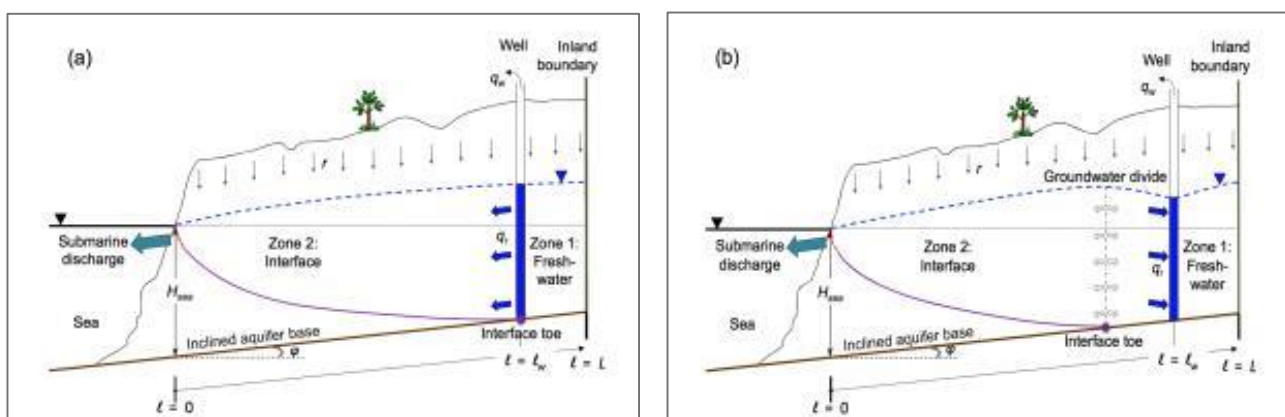 (a)
Well
Inland
boundary
q_w
r
Submarine
discharge
Zone 2:
Interface
q_r
Zone 1:
Fresh-
water
H_sea
Sea
Inclined aquifer base
φ
Interface toe
ℓ = ℓ_w
ℓ = L
ℓ = 0
(b)
Well
Inland
boundary
q_w
r
Groundwater divide
Submarine
discharge
Zone 2:
Interface
q_r
Zone 1:
Fresh-
water
H_sea
Sea
Inclined aquifer base
φ
Interface toe
ℓ = ℓ_w
ℓ = L
ℓ = 0